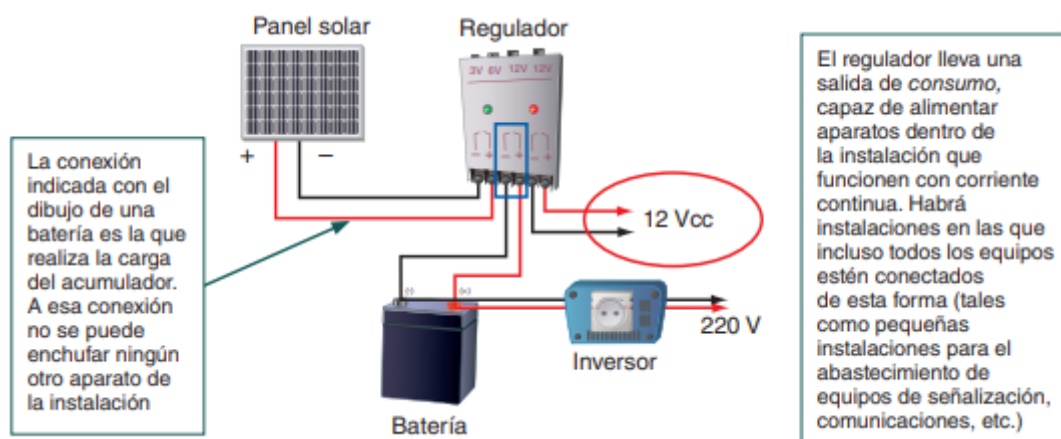 Panel solar
Regulador
3V 6V 12V 12V
+ −
− + − + − +
La conexión
indicada con el
dibujo de una
batería es la que
realiza la carga
del acumulador.
A esa conexión
no se puede
enchufar ningún
otro aparato de
la instalación
12 Vcc
(-) (+)
220 V
Inversor
Batería
El regulador lleva una
salida de consumo,
capaz de alimentar
aparatos dentro de
la instalación que
funcionen con corriente
continua. Habrá
instalaciones en las que
incluso todos los equipos
estén conectados
de esta forma (tales
como pequeñas
instalaciones para el
abastecimiento de
equipos de señalización,
comunicaciones, etc.)